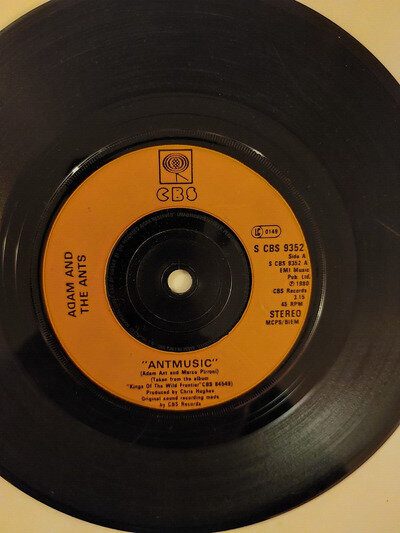 CBS
ADAM AND
THE ANTS
LC 0149
S CBS 9352
Side A
S CBS 9352 A
EMI Music
Pub. Ltd.
℗ 1980
CBS Records
3.15
45 RPM
STEREO
MCPS/BIEM
"ANTMUSIC"
(Adam Ant and Marco Pirroni)
(Taken from the album
"Kings Of The Wild Frontier" CBS 84549)
Produced by Chris Hughes
Original sound recording made
by CBS Records